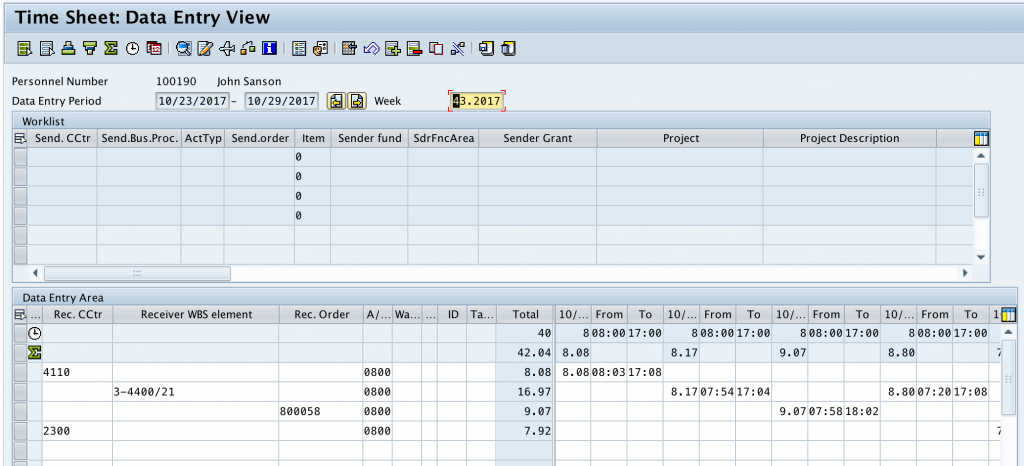 Time Sheet: Data Entry View
Personnel Number 100190 John Sanson
Data Entry Period 10/23/2017 - 10/29/2017 Week 43.2017
Worklist
Send. CCtr Send.Bus.Proc. ActTyp Send.order Item Sender fund SdrFncArea Sender Grant Project Project Description
0
0
0
0
Data Entry Area
... Rec. CCtr Receiver WBS element Rec. Order A/... Wa... ... ID Ta... Total 10/... From To 10/... From To 10/... From To 10/... From To 1
40 8 08:00 17:00 8 08:00 17:00 8 08:00 17:00 8 08:00 17:00
42.04 8.08 8.17 9.07 8.80 7
4110 0800 8.08 8.08 08:03 17:08
3-4400/21 0800 16.97 8.17 07:54 17:04 8.80 07:20 17:08
800058 0800 9.07 9.07 07:58 18:02
2300 0800 7.92 7